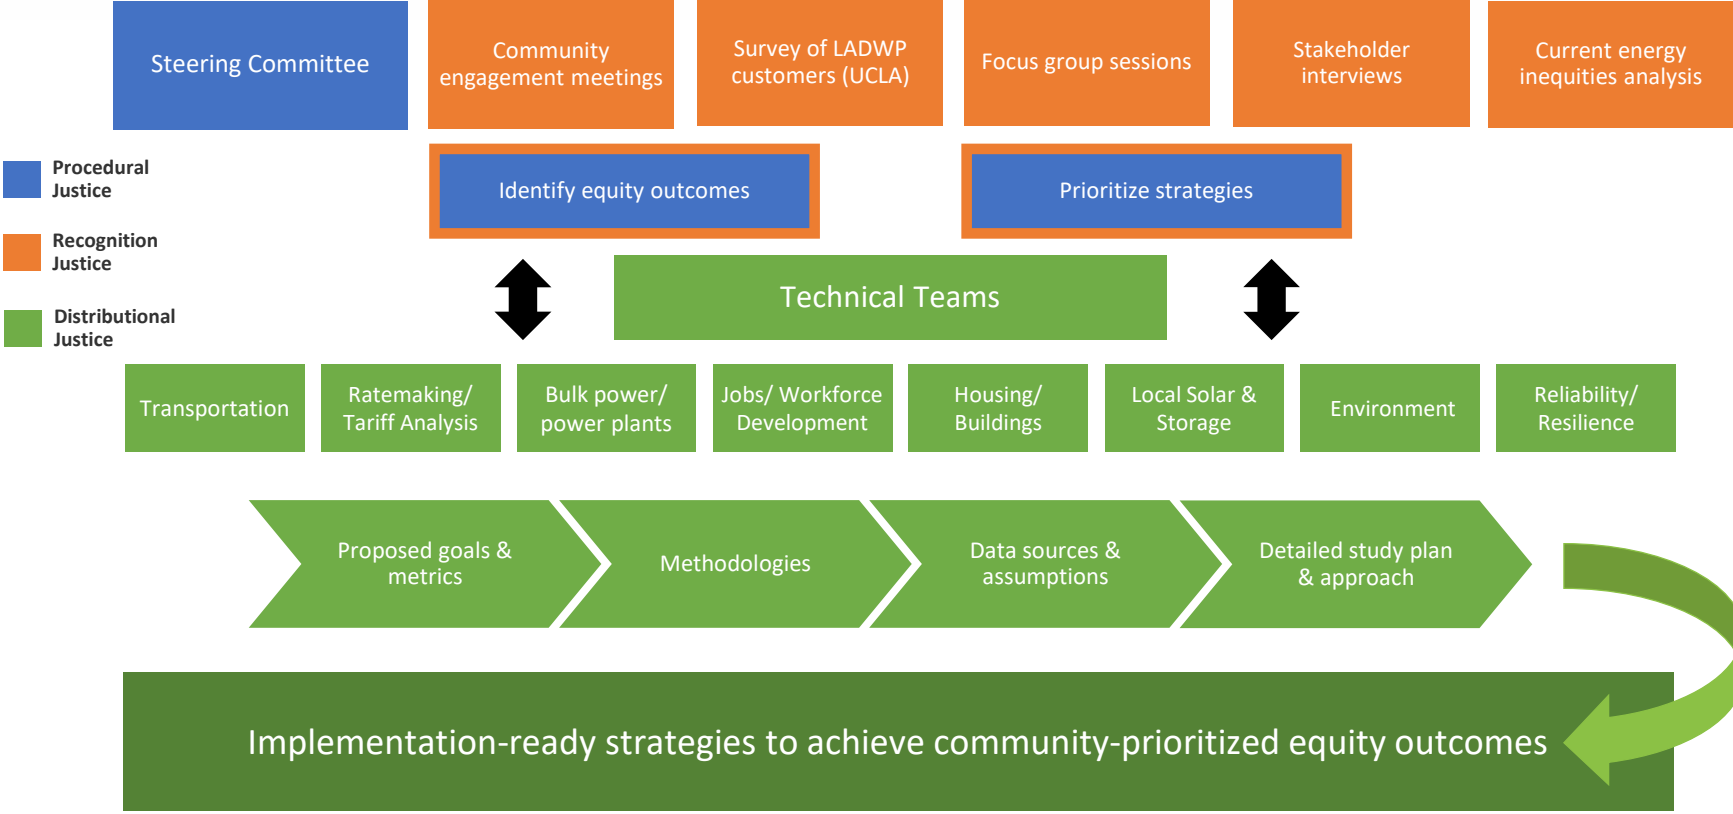 Steering Committee
Community
engagement meetings
Survey of LADWP
customers (UCLA)
Focus group sessions
Stakeholder
interviews
Current energy
inequities analysis
Procedural
Justice
Recognition
Justice
Distributional
Justice
Identify equity outcomes
Prioritize strategies
Technical Teams
Transportation
Ratemaking/
Tariff Analysis
Bulk power/
power plants
Jobs/ Workforce
Development
Housing/
Buildings
Local Solar &
Storage
Environment
Reliability/
Resilience
Proposed goals &
metrics
Methodologies
Data sources &
assumptions
Detailed study plan
& approach
Implementation-ready strategies to achieve community-prioritized equity outcomes